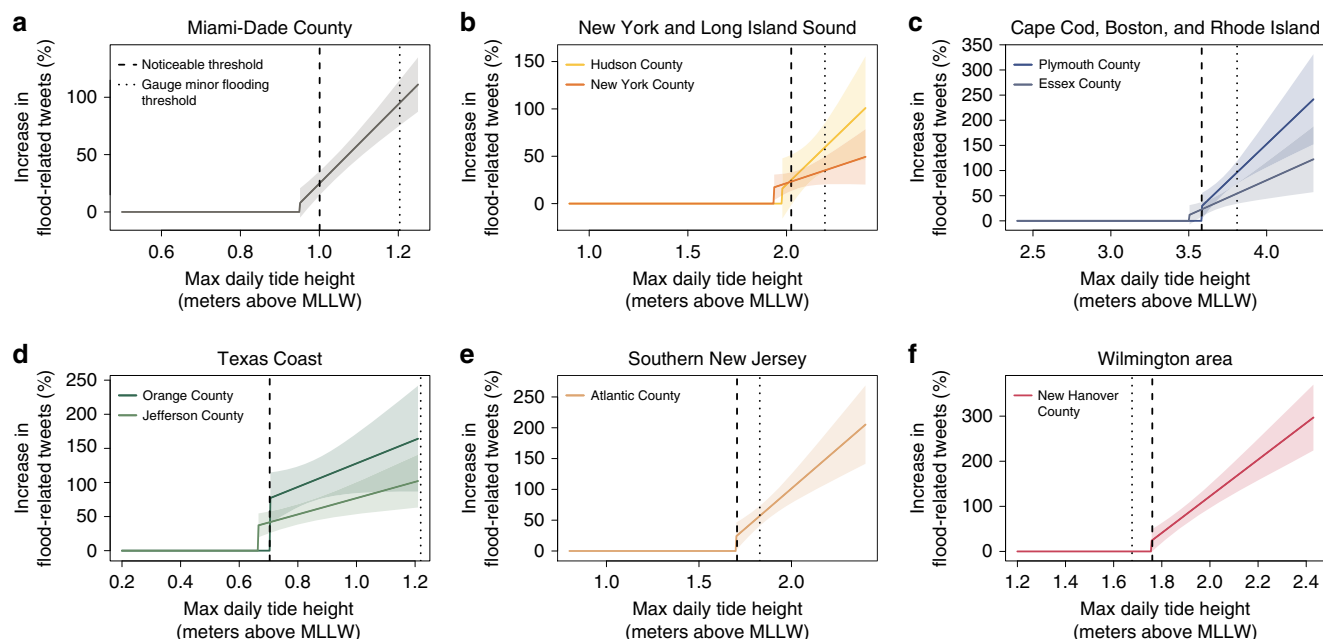 a
Miami-Dade County
Increase in
flood-related tweets (%)
100
50
0
Noticeable threshold
Gauge minor flooding
threshold
0.6 0.8 1.0 1.2
Max daily tide height
(meters above MLLW)
b
New York and Long Island Sound
Increase in
flood-related tweets (%)
150
100
50
0
Hudson County
New York County
1.0 1.5 2.0
Max daily tide height
(meters above MLLW)
c
Cape Cod, Boston, and Rhode Island
Increase in
flood-related tweets (%)
350
300
250
200
150
100
50
0
Plymouth County
Essex County
2.5 3.0 3.5 4.0
Max daily tide height
(meters above MLLW)
d
Texas Coast
Increase in
flood-related tweets (%)
250
200
150
100
50
0
Orange County
Jefferson County
0.2 0.4 0.6 0.8 1.0 1.2
Max daily tide height
(meters above MLLW)
e
Southern New Jersey
Increase in
flood-related tweets (%)
250
200
150
100
50
0
Atlantic County
1.0 1.5 2.0
Max daily tide height
(meters above MLLW)
f
Wilmington area
Increase in
flood-related tweets (%)
300
200
100
0
New Hanover
County
1.2 1.4 1.6 1.8 2.0 2.2 2.4
Max daily tide height
(meters above MLLW)